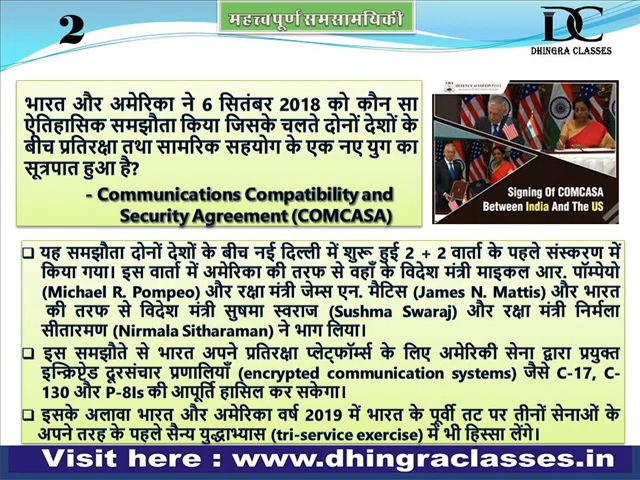 महत्त्वपूर्ण समसामयिकी
2
DC
DHINGRA CLASSES
भारत और अमेरिका ने 6 सितंबर 2018 को कौन सा
ऐतिहासिक समझौता किया जिसके चलते दोनों देशों के
बीच प्रतिरक्षा तथा सामरिक सहयोग के एक नए युग का
सूत्रपात हुआ है?
- Communications Compatibility and
Security Agreement (COMCASA)
Signing Of COMCASA
Between India And The US
❑ यह समझौता दोनों देशों के बीच नई दिल्ली में शुरू हुई 2 + 2 वार्ता के पहले संस्करण में
किया गया। इस वार्ता में अमेरिका की तरफ से वहाँ के विदेश मंत्री माइकल आर. पॉम्पेयो
(Michael R. Pompeo) और रक्षा मंत्री जेम्स एन. मैटिस (James N. Mattis) और भारत
की तरफ से विदेश मंत्री सुषमा स्वराज (Sushma Swaraj) और रक्षा मंत्री निर्मला
सीतारमण (Nirmala Sitharaman) ने भाग लिया।
❑ इस समझौते से भारत अपने प्रतिरक्षा प्लेट्फॉर्म्स के लिए अमेरिकी सेना द्वारा प्रयुक्त
इन्क्रिप्टेड दूरसंचार प्रणालियाँ (encrypted communication systems) जैसे C-17, C-
130 और P-8Is की आपूर्ति हासिल कर सकेगा।
❑ इसके अलावा भारत और अमेरिका वर्ष 2019 में भारत के पूर्वी तट पर तीनों सेनाओं के
अपने तरह के पहले सैन्य युद्धाभ्यास (tri-service exercise) में भी हिस्सा लेंगे।
Visit here : www.dhingraclasses.in